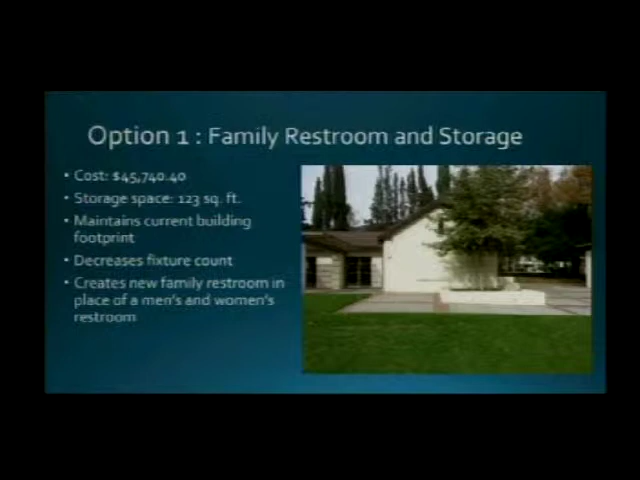 Option 1 : Family Restroom and Storage
• Cost: $45,740.40
• Storage space: 123 sq. ft.
• Maintains current building
footprint
• Decreases fixture count
• Creates new family restroom in
place of a men's and women's
restroom